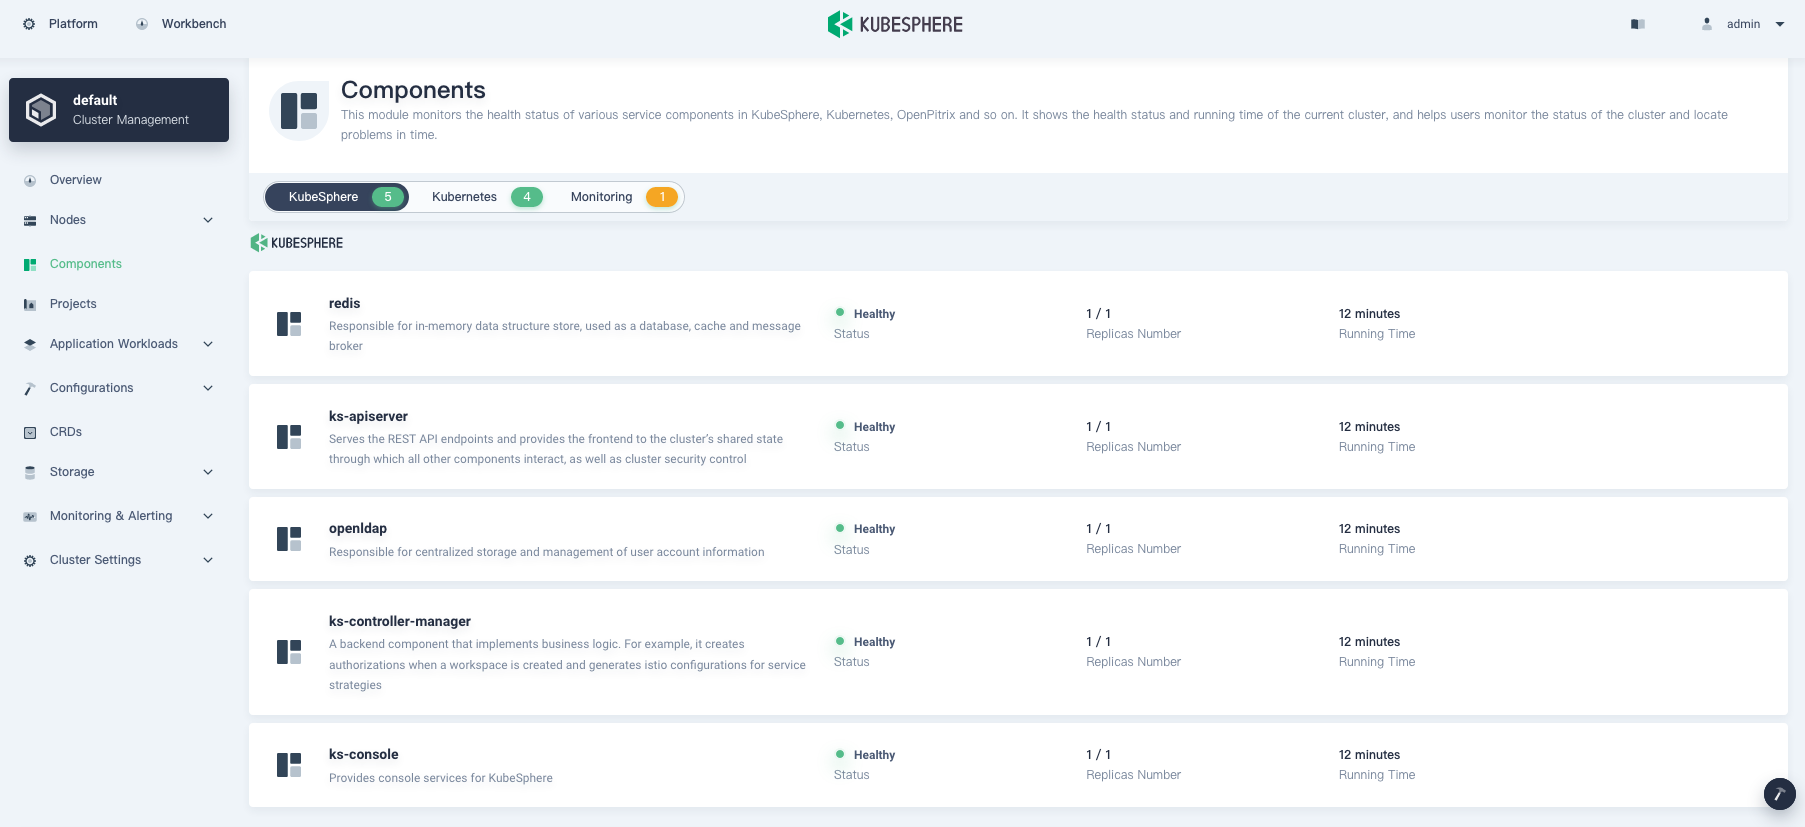 Platform
Workbench
KUBESPHERE
admin
default
Cluster Management
Overview
Nodes
Components
Projects
Application Workloads
Configurations
CRDs
Storage
Monitoring & Alerting
Cluster Settings
Components
This module monitors the health status of various service components in KubeSphere, Kubernetes, OpenPitrix and so on. It shows the health status and running time of the current cluster, and helps users monitor the status of the cluster and locate
problems in time.
KubeSphere 5 Kubernetes 4 Monitoring 1
KUBESPHERE
redis
Responsible for in-memory data structure store, used as a database, cache and message
broker
Healthy
Status
1 / 1
Replicas Number
12 minutes
Running Time
ks-apiserver
Serves the REST API endpoints and provides the frontend to the cluster's shared state
through which all other components interact, as well as cluster security control
Healthy
Status
1 / 1
Replicas Number
12 minutes
Running Time
openldap
Responsible for centralized storage and management of user account information
Healthy
Status
1 / 1
Replicas Number
12 minutes
Running Time
ks-controller-manager
A backend component that implements business logic. For example, it creates
authorizations when a workspace is created and generates istio configurations for service
strategies
Healthy
Status
1 / 1
Replicas Number
12 minutes
Running Time
ks-console
Provides console services for KubeSphere
Healthy
Status
1 / 1
Replicas Number
12 minutes
Running Time